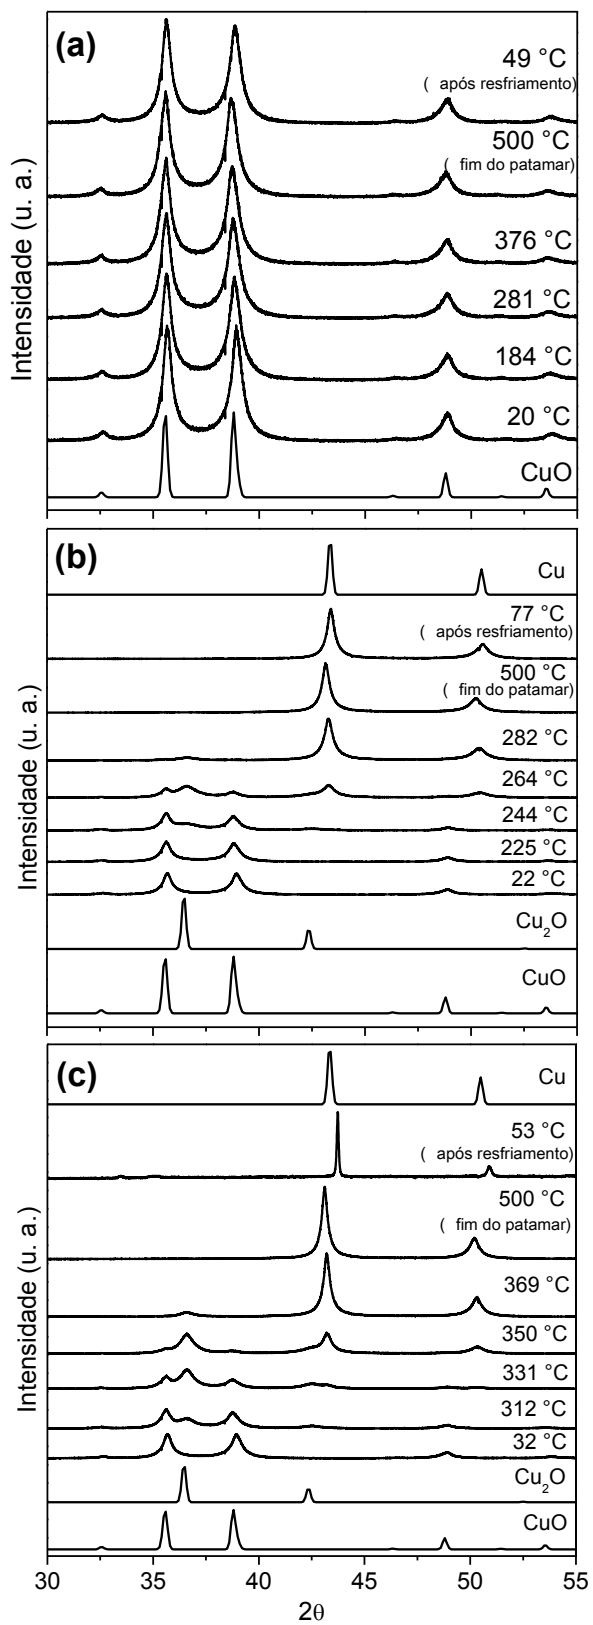 (a)
49 °C
( após resfriamento)
500 °C
( fim do patamar)
376 °C
281 °C
184 °C
20 °C
CuO
Intensidade (u. a.)
(b)
Cu
77 °C
( após resfriamento)
500 °C
( fim do patamar)
282 °C
264 °C
244 °C
225 °C
22 °C
Cu₂O
CuO
Intensidade (u. a.)
(c)
Cu
53 °C
( após resfriamento)
500 °C
( fim do patamar)
369 °C
350 °C
331 °C
312 °C
32 °C
Cu₂O
CuO
Intensidade (u. a.)
30 35 40 45 50 55
2θ